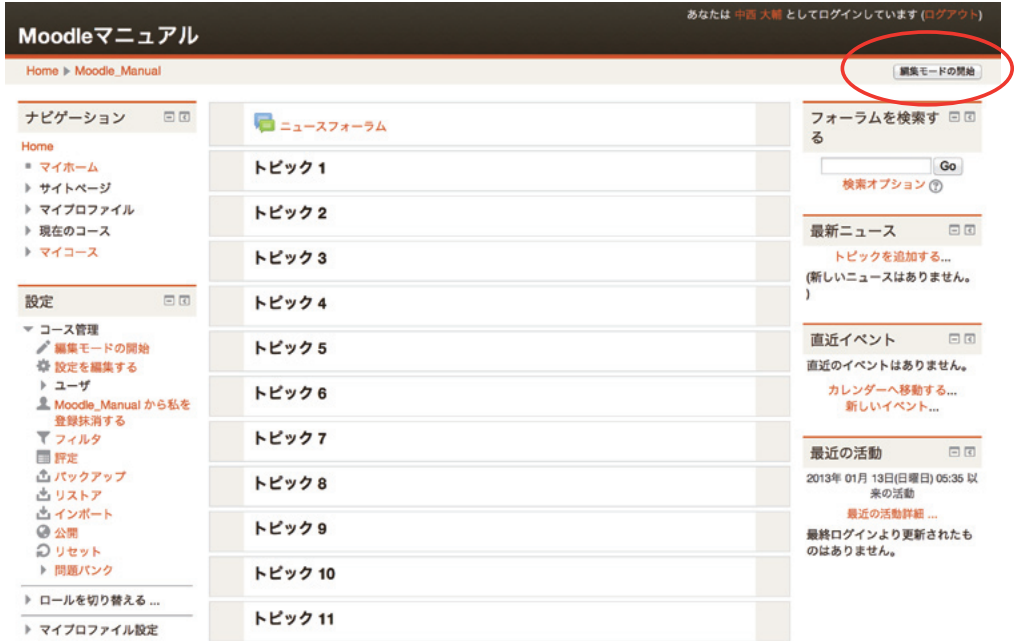 あなたは 中西 大輔 としてログインしています (ログアウト)
Moodleマニュアル
Home ▶ Moodle_Manual
編集モードの開始
ナビゲーション
Home
マイホーム
サイトページ
マイプロファイル
現在のコース
マイコース
設定
コース管理
編集モードの開始
設定を編集する
ユーザ
Moodle_Manual から私を
登録抹消する
フィルタ
評定
バックアップ
リストア
インポート
公開
リセット
問題バンク
ロールを切り替える ...
マイプロファイル設定
ニュースフォーラム
トピック 1
トピック 2
トピック 3
トピック 4
トピック 5
トピック 6
トピック 7
トピック 8
トピック 9
トピック 10
トピック 11
フォーラムを検索す
る
Go
検索オプション
最新ニュース
トピックを追加する...
(新しいニュースはありません。
)
直近イベント
直近のイベントはありません。
カレンダーへ移動する...
新しいイベント...
最近の活動
2013年 01月 13日(日曜日) 05:35 以
来の活動
最近の活動詳細 ...
最終ログインより更新されたも
のはありません。